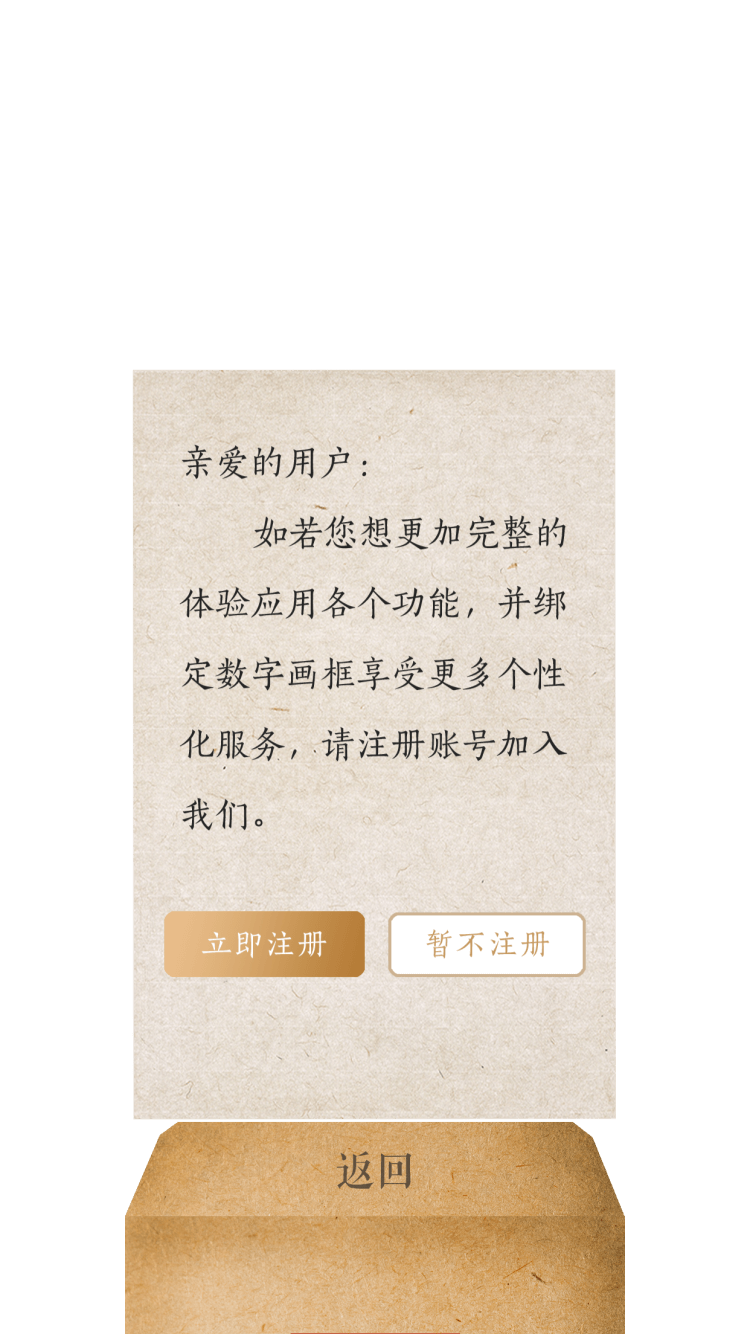 亲爱的用户：
如若您想更加完整的
体验应用各个功能，并绑
定数字画框享受更多个性
化服务，请注册账号加入
我们。
立即注册
暂不注册
返回